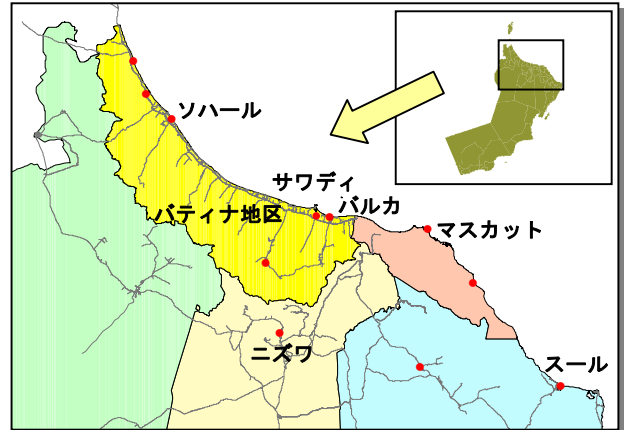 ソハール
サワディ
バルカ
バティナ地区
マスカット
ニズワ
スール